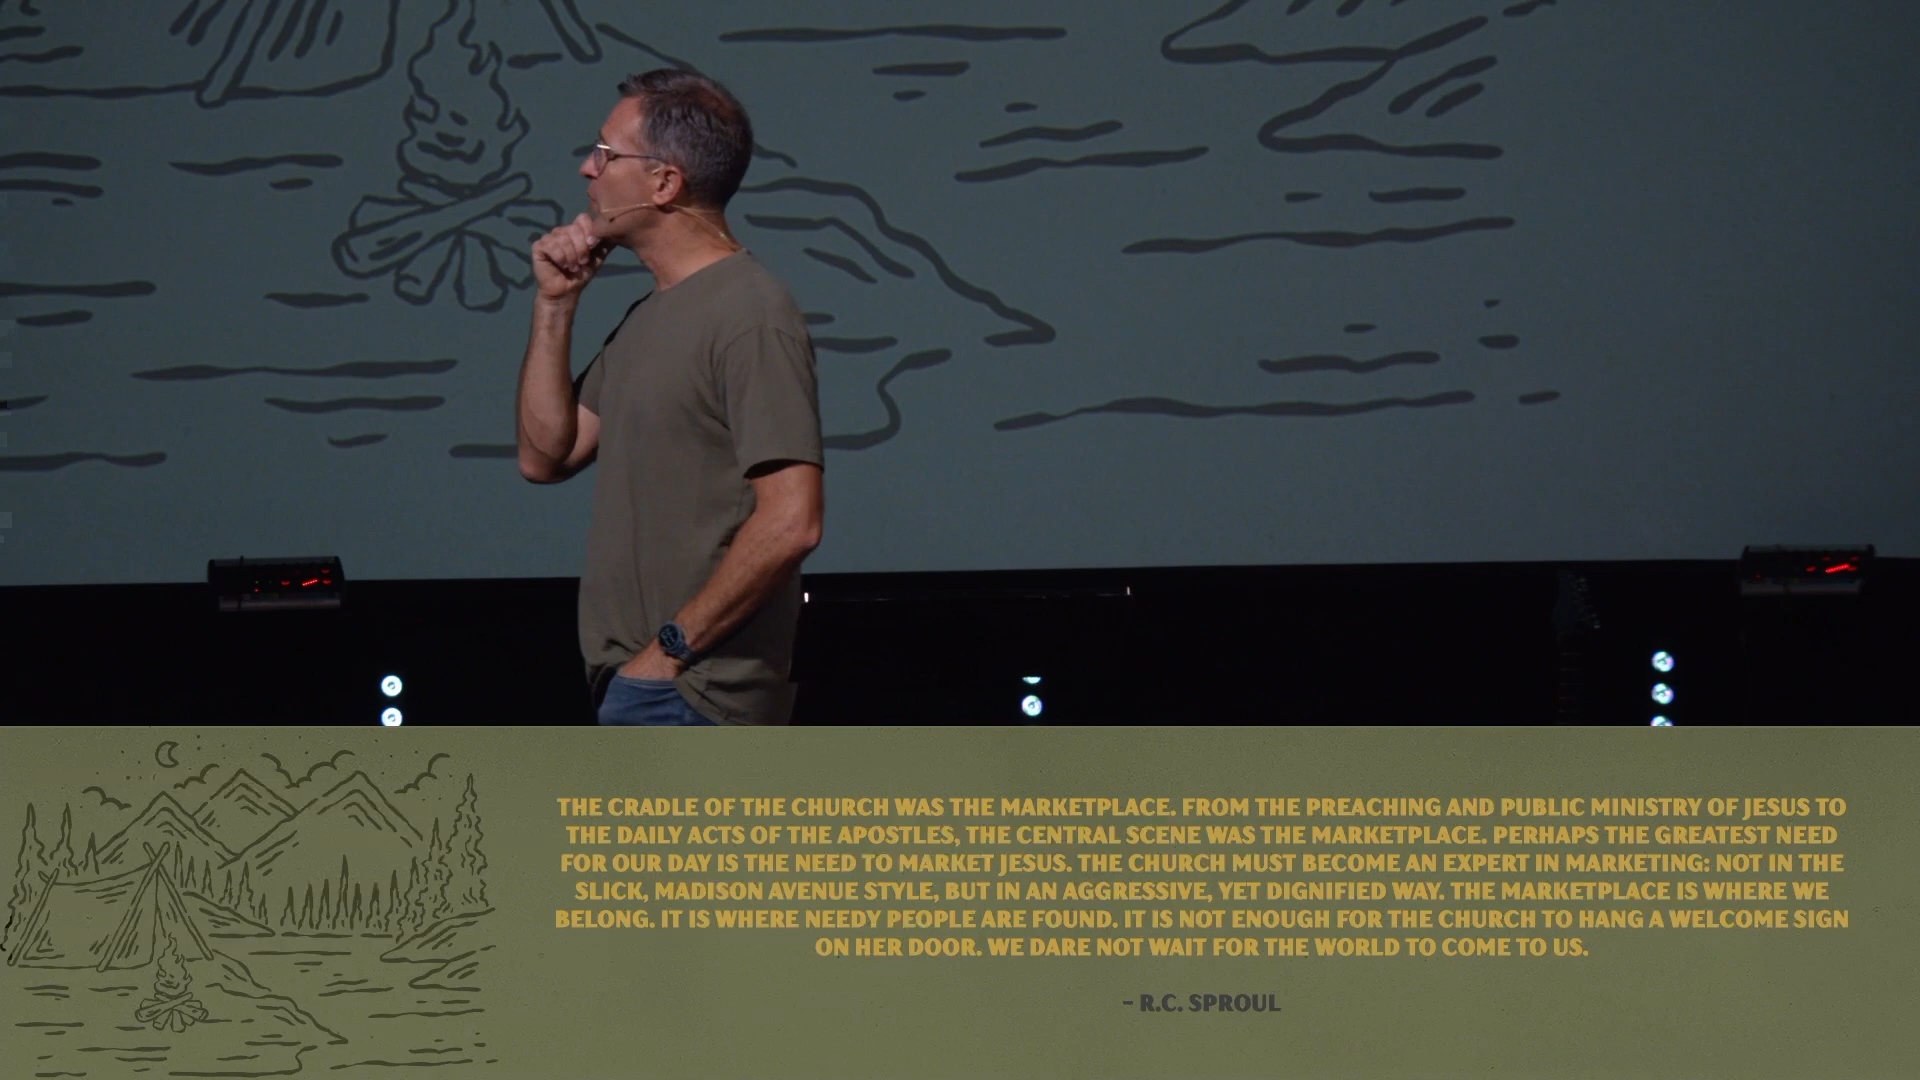 THE CRADLE OF THE CHURCH WAS THE MARKETPLACE. FROM THE PREACHING AND PUBLIC MINISTRY OF JESUS TO
THE DAILY ACTS OF THE APOSTLES, THE CENTRAL SCENE WAS THE MARKETPLACE. PERHAPS THE GREATEST NEED
FOR OUR DAY IS THE NEED TO MARKET JESUS. THE CHURCH MUST BECOME AN EXPERT IN MARKETING: NOT IN THE
SLICK, MADISON AVENUE STYLE, BUT IN AN AGGRESSIVE, YET DIGNIFIED WAY. THE MARKETPLACE IS WHERE WE
BELONG. IT IS WHERE NEEDY PEOPLE ARE FOUND. IT IS NOT ENOUGH FOR THE CHURCH TO HANG A WELCOME SIGN
ON HER DOOR. WE DARE NOT WAIT FOR THE WORLD TO COME TO US.
– R.C. SPROUL